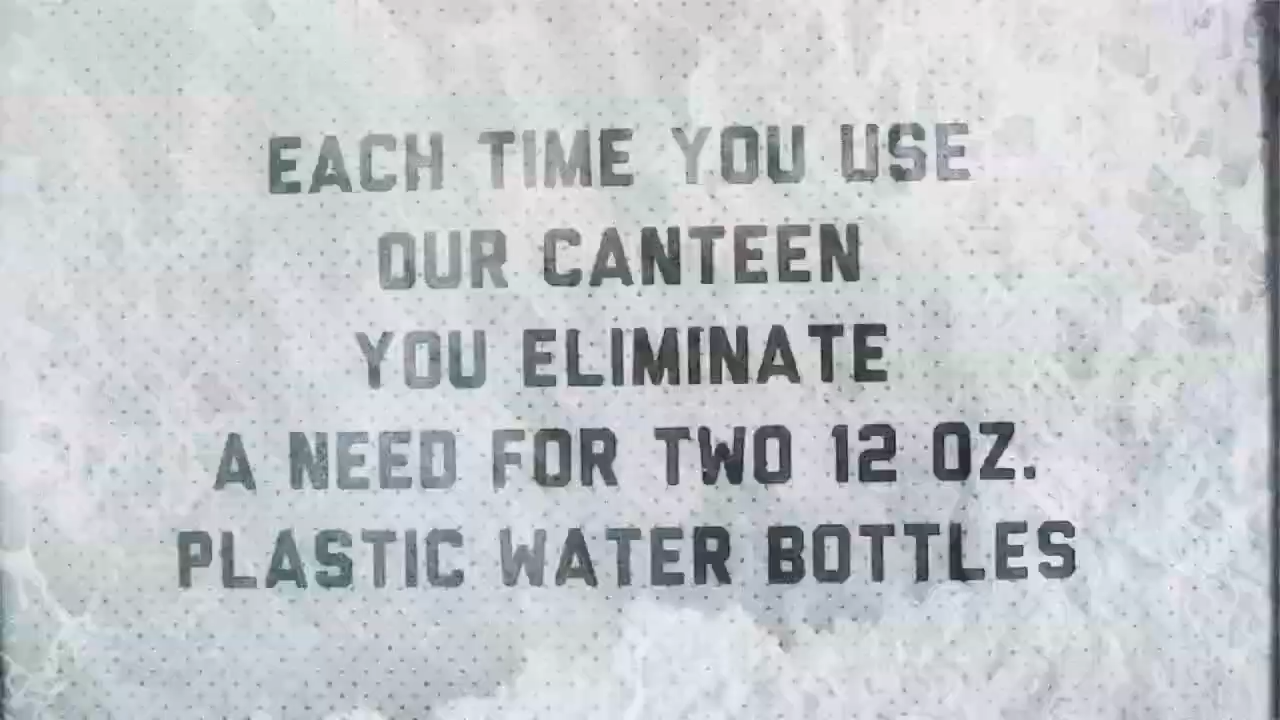 EACH TIME YOU USE
OUR CANTEEN
YOU ELIMINATE
A NEED FOR TWO 12 OZ.
PLASTIC WATER BOTTLES